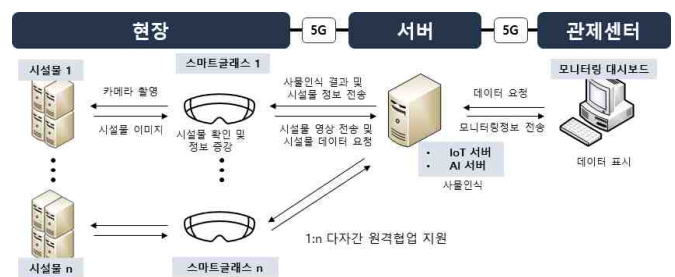 현장
5G
서버
5G
관제센터
시설물 1
스마트글래스 1
모니터링 대시보드
카메라 촬영
시설물 이미지
시설물 확인 및
정보 증강
사물인식 결과 및
시설물 정보 전송
시설물 영상 전송 및
시설물 데이터 요청
데이터 요청
모니터링정보 전송
• IoT 서버
• AI 서버
사물인식
데이터 표시
1:n 다자간 원격협업 지원
시설물 n
스마트글래스 n